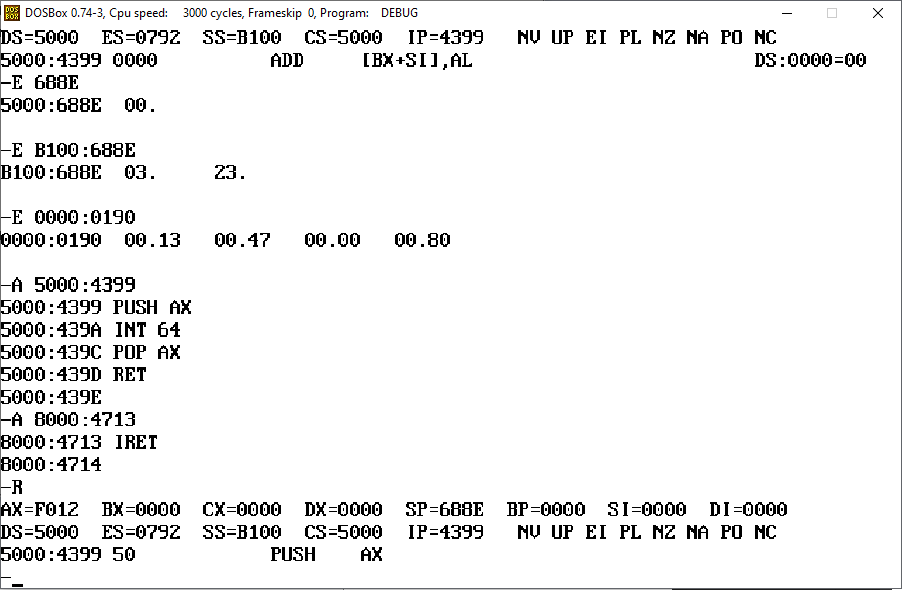 DOS BOX DOSBox 0.74-3, Cpu speed: 3000 cycles, Frameskip 0, Program: DEBUG
DS=5000 ES=0792 SS=B100 CS=5000 IP=4399 NV UP EI PL NZ NA PO NC
5000:4399 0000 ADD [BX+SI],AL DS:0000=00
-E 688E
5000:688E 00.
-E B100:688E
B100:688E 03. 23.
-E 0000:0190
0000:0190 00.13 00.47 00.00 00.80
-A 5000:4399
5000:4399 PUSH AX
5000:439A INT 64
5000:439C POP AX
5000:439D RET
5000:439E
-A 8000:4713
8000:4713 IRET
8000:4714
-R
AX=F012 BX=0000 CX=0000 DX=0000 SP=688E BP=0000 SI=0000 DI=0000
DS=5000 ES=0792 SS=B100 CS=5000 IP=4399 NV UP EI PL NZ NA PO NC
5000:4399 50 PUSH AX
-_